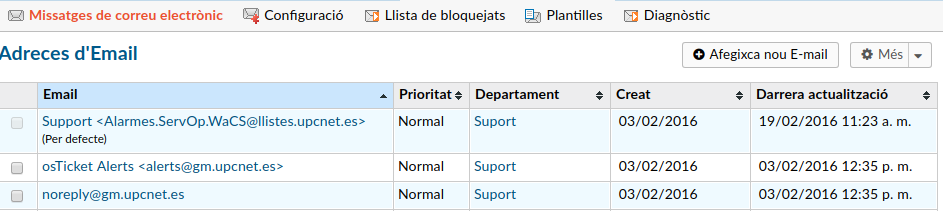 Missatges de correu electrònic Configuració Llista de bloquejats Plantilles Diagnòstic
Adreces d'Email Afegixca nou E-mail Més
Email Prioritat Departament Creat Darrera actualització
Support <Alarmes.ServOp.WaCS@llistes.upcnet.es> Normal Suport 03/02/2016 19/02/2016 11:23 a. m.
(Per defecte)
osTicket Alerts <alerts@gm.upcnet.es> Normal Suport 03/02/2016 03/02/2016 12:35 p. m.
noreply@gm.upcnet.es Normal Suport 03/02/2016 03/02/2016 12:35 p. m.